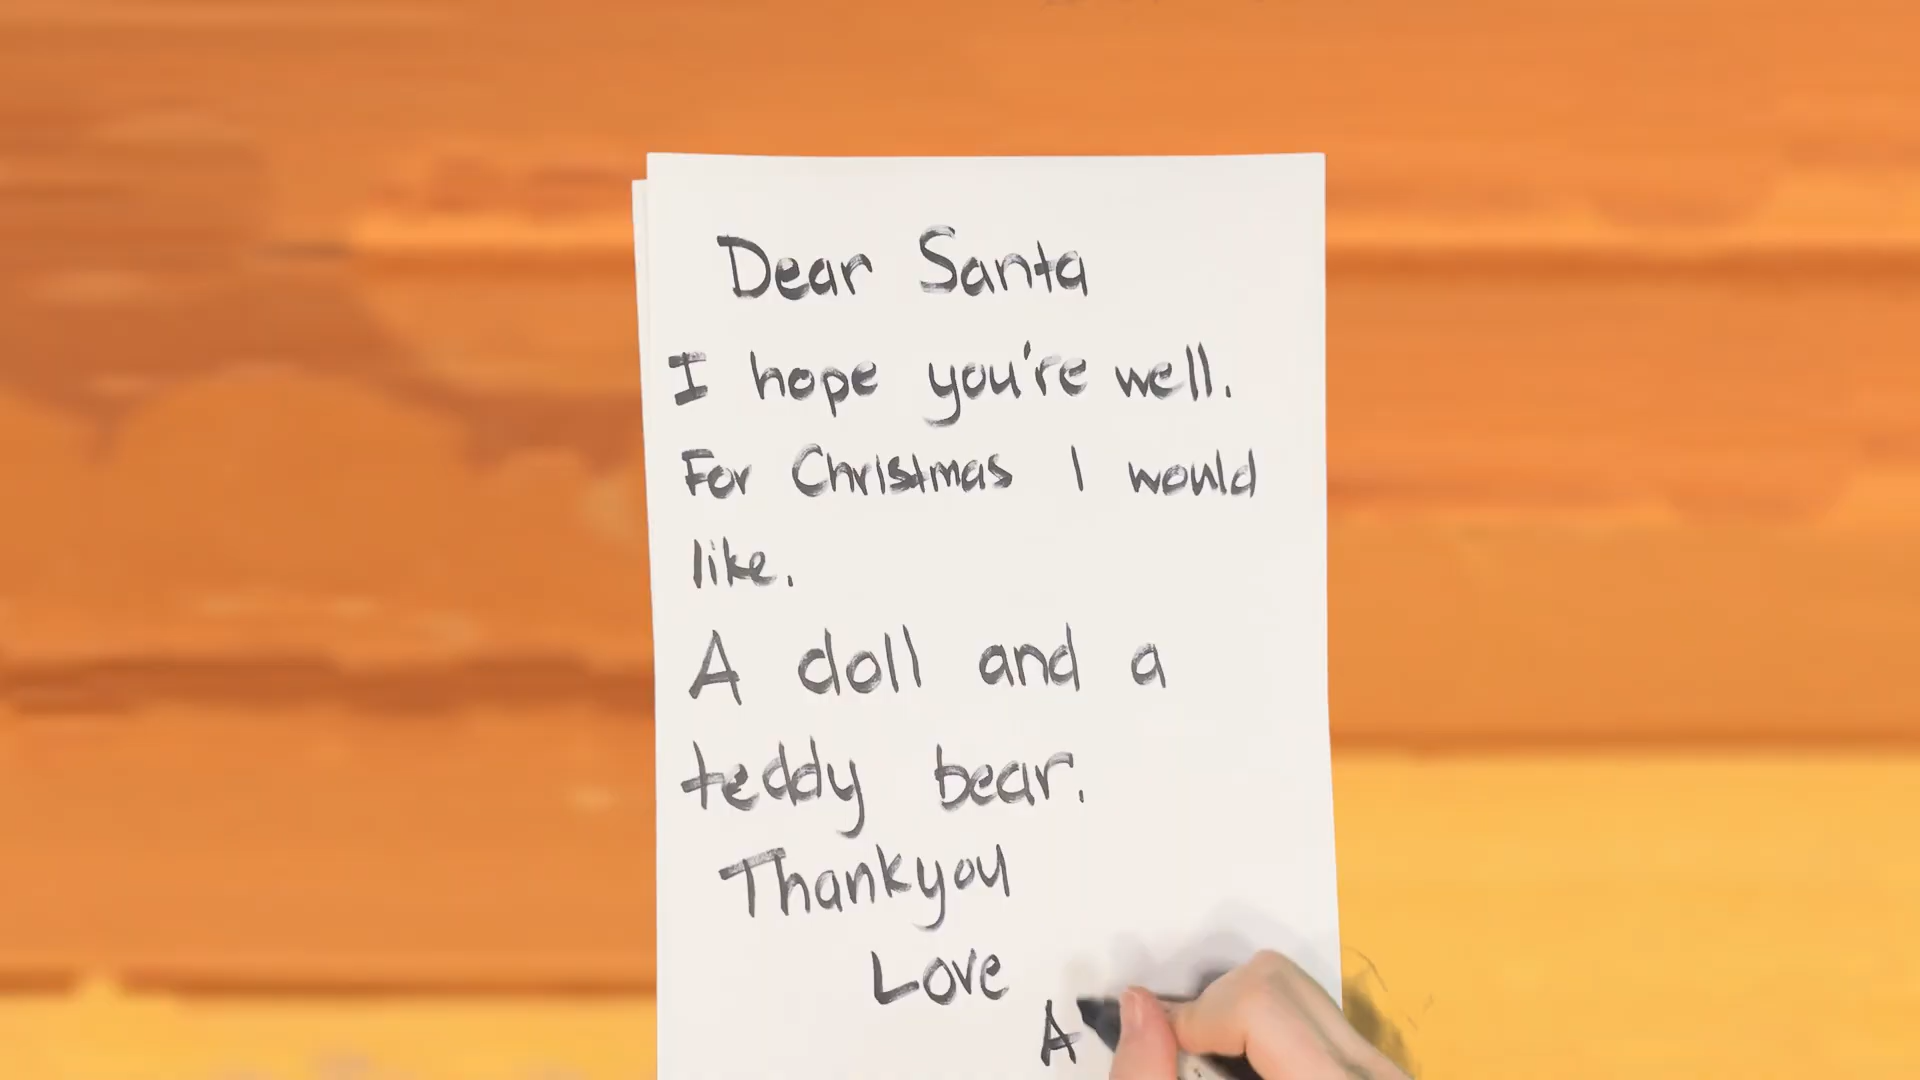 Dear Santa
I hope you're well.
For Christmas I would
like.
A doll and a
teddy bear.
Thankyou
Love
A